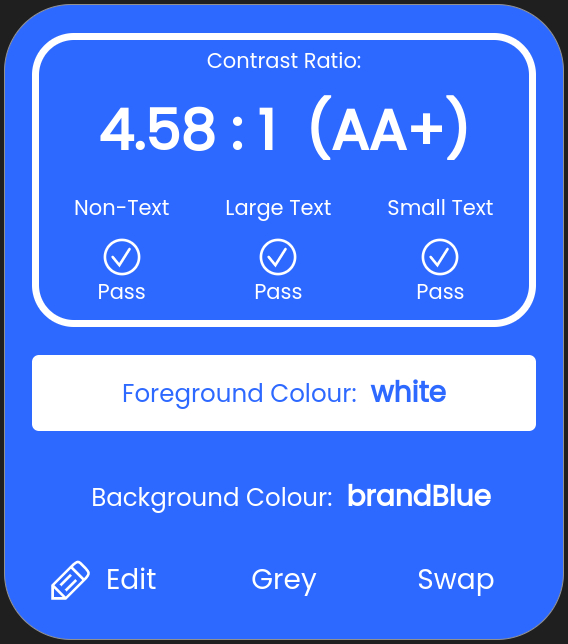 Contrast Ratio:
4.58 : 1 (AA+)
Non-Text Large Text Small Text
Pass Pass Pass
Foreground Colour: white
Background Colour: brandBlue
Edit Grey Swap